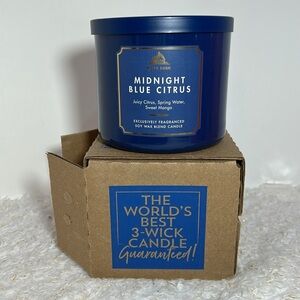 MIDNIGHT
BLUE CITRUS
Juicy Citrus, Spring Water,
Sweet Mango
EXCLUSIVELY FRAGRANCED
SOY WAX BLEND CANDLE
THE
WORLD'S
BEST
3-WICK
CANDLE
Guaranteed!